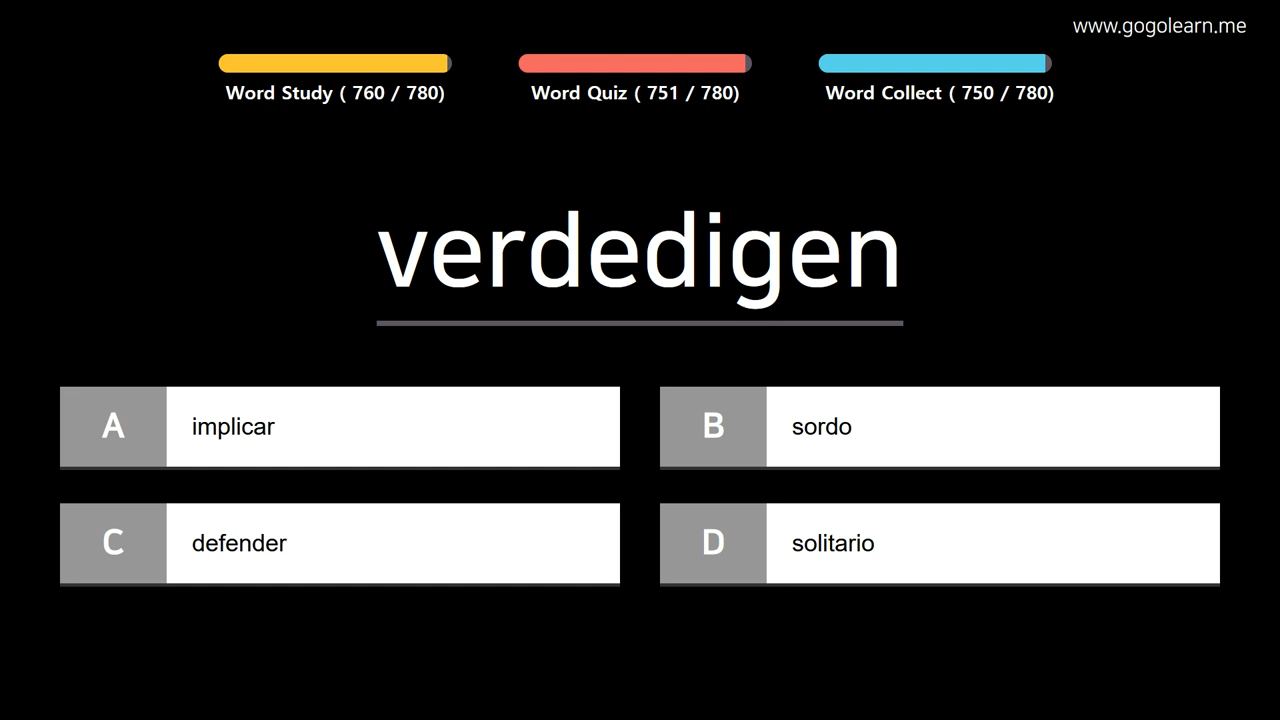 www.gogolearn.me
Word Study ( 760 / 780)
Word Quiz ( 751 / 780)
Word Collect ( 750 / 780)
verdedigen
A implicar
B sordo
C defender
D solitario